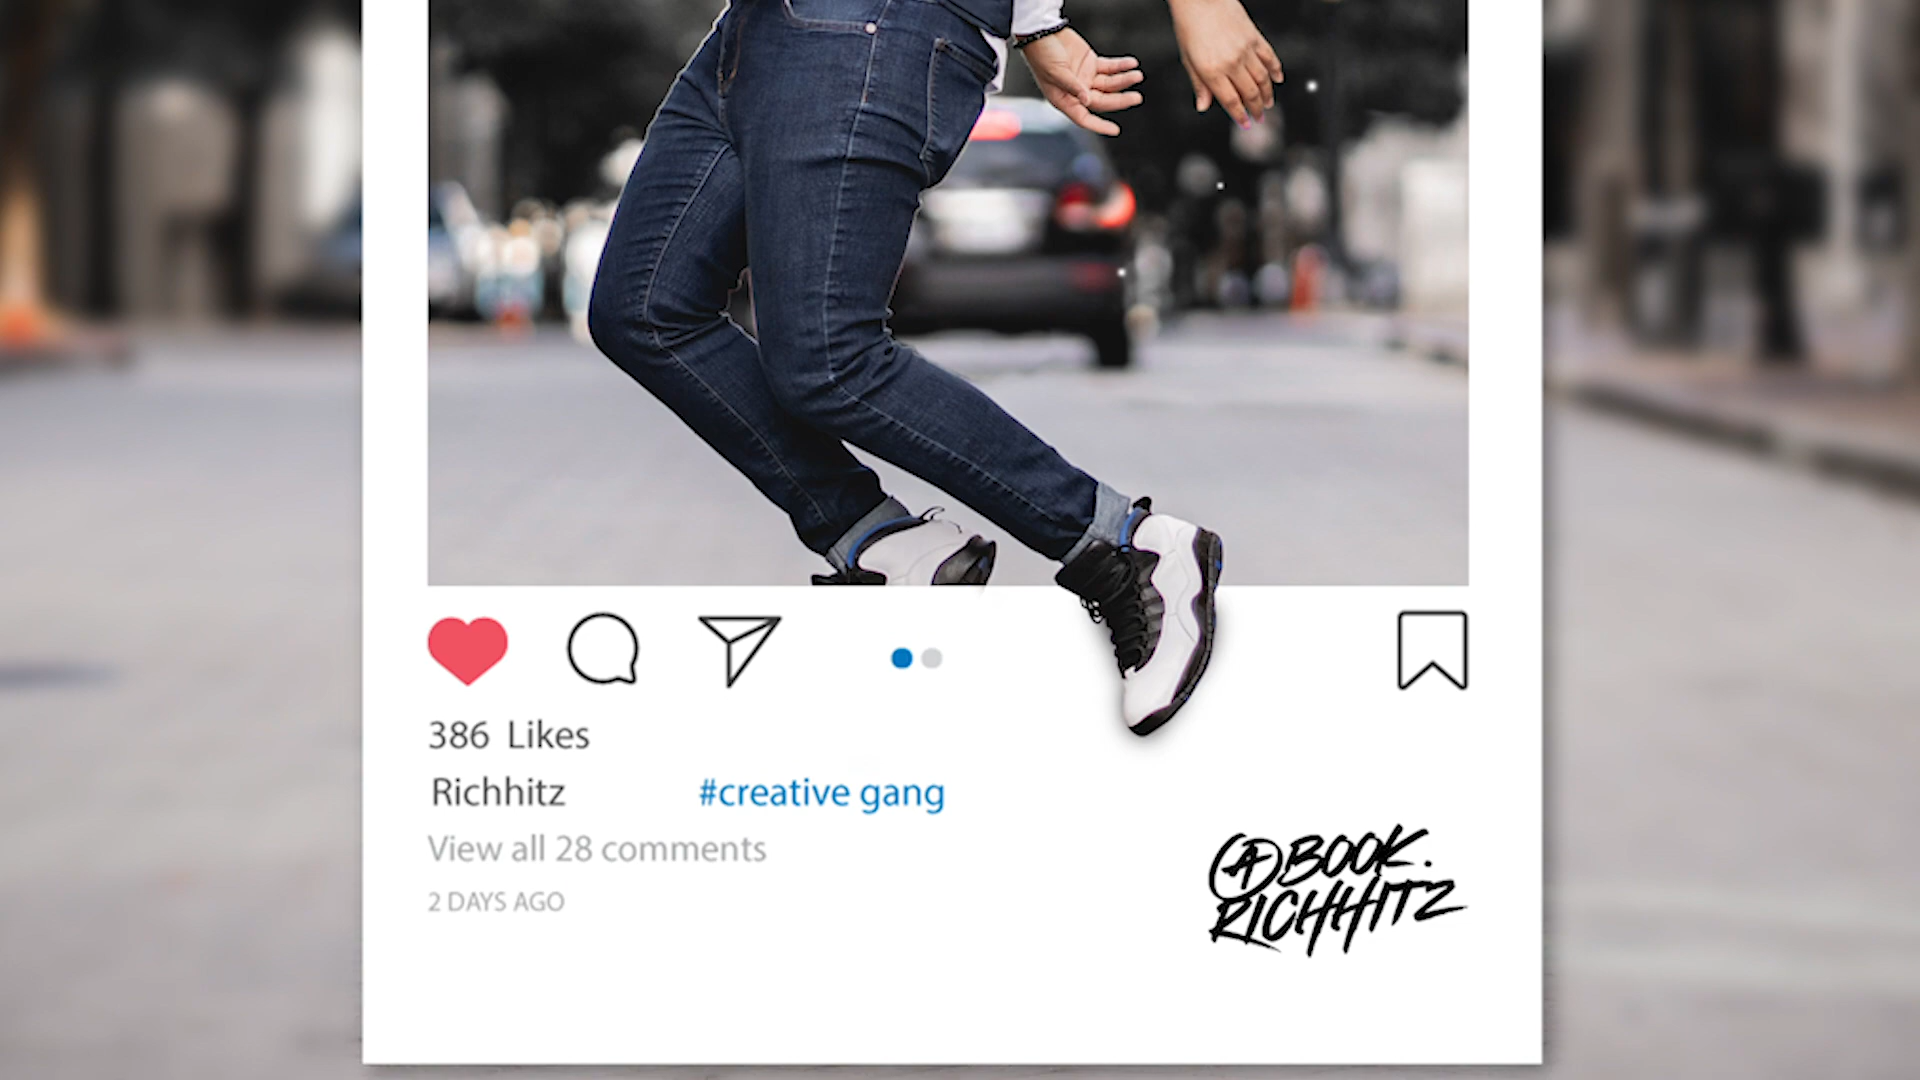 386 Likes
Richhitz #creative gang
View all 28 comments
2 DAYS AGO
@BOOK.
RICHHITZ